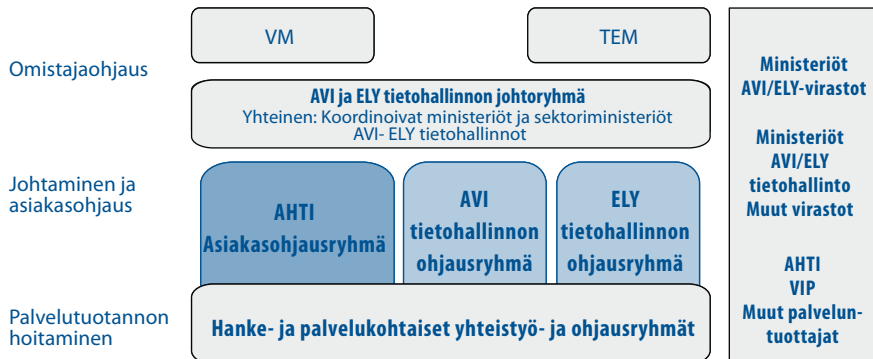 VM
TEM
Omistajaohjaus
AVI ja ELY tietohallinnon johtoryhmä
Yhteinen: Koordinoivat ministeriöt ja sektoriministeriöt
AVI- ELY tietohallinnot
Johtaminen ja
asiakasohjaus
AHTI
Asiakasohjausryhmä
AVI
tietohallinnon
ohjausryhmä
ELY
tietohallinnon
ohjausryhmä
Palvelutuotannon
hoitaminen
Hanke- ja palvelukohtaiset yhteistyö- ja ohjausryhmät
Ministeriöt
AVI/ELY-virastot
Ministeriöt
AVI/ELY
tietohallinto
Muut virastot
AHTI
VIP
Muut palvelun-
tuottajat